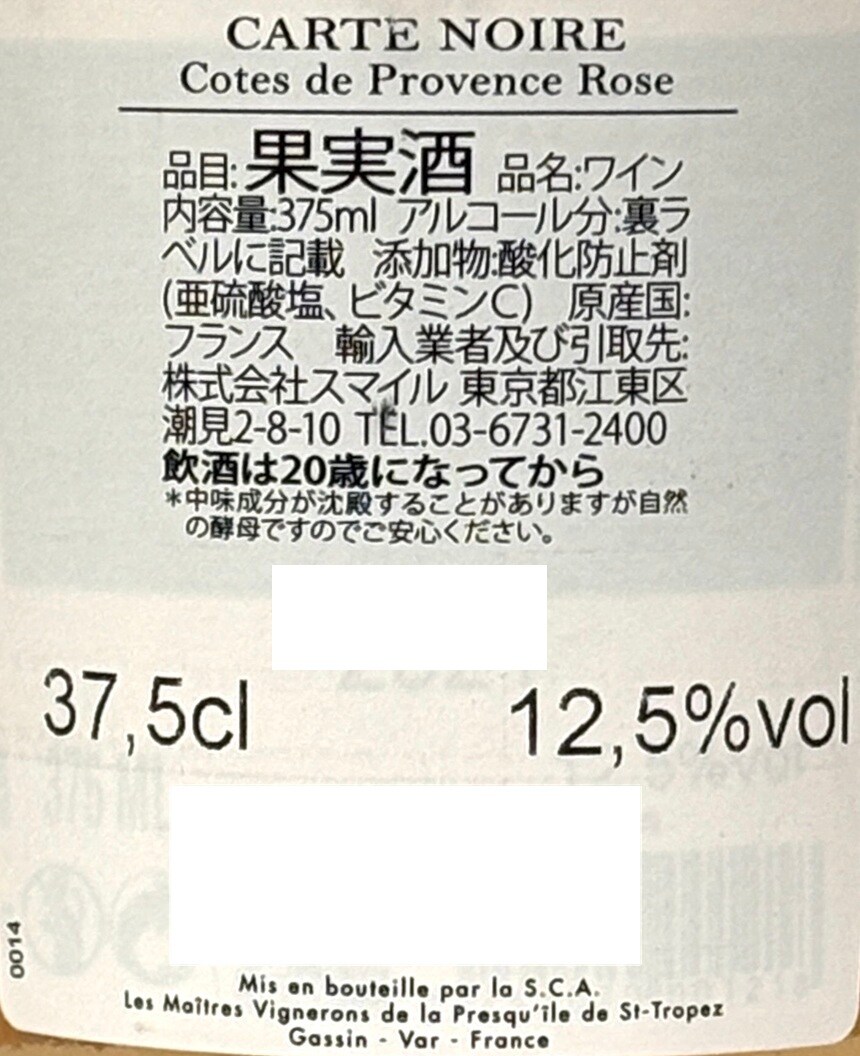 CARTE NOIRE
Cotes de Provence Rose
品目:果実酒 品名:ワイン
内容量:375ml アルコール分:裏ラ
ベルに記載 添加物:酸化防止剤
(亜硫酸塩、ビタミンC) 原産国:
フランス 輸入業者及び引取先:
株式会社スマイル 東京都江東区
潮見2-8-10 TEL.03-6731-2400
飲酒は20歳になってから
*中味成分が沈殿することがありますが自然
の酵母ですのでご安心ください。
37,5cl 12,5%vol
0014
Mis en bouteille par la S.C.A.
Les Maîtres Vignerons de la Presqu'île de St-Tropez
Gassin - Var - France